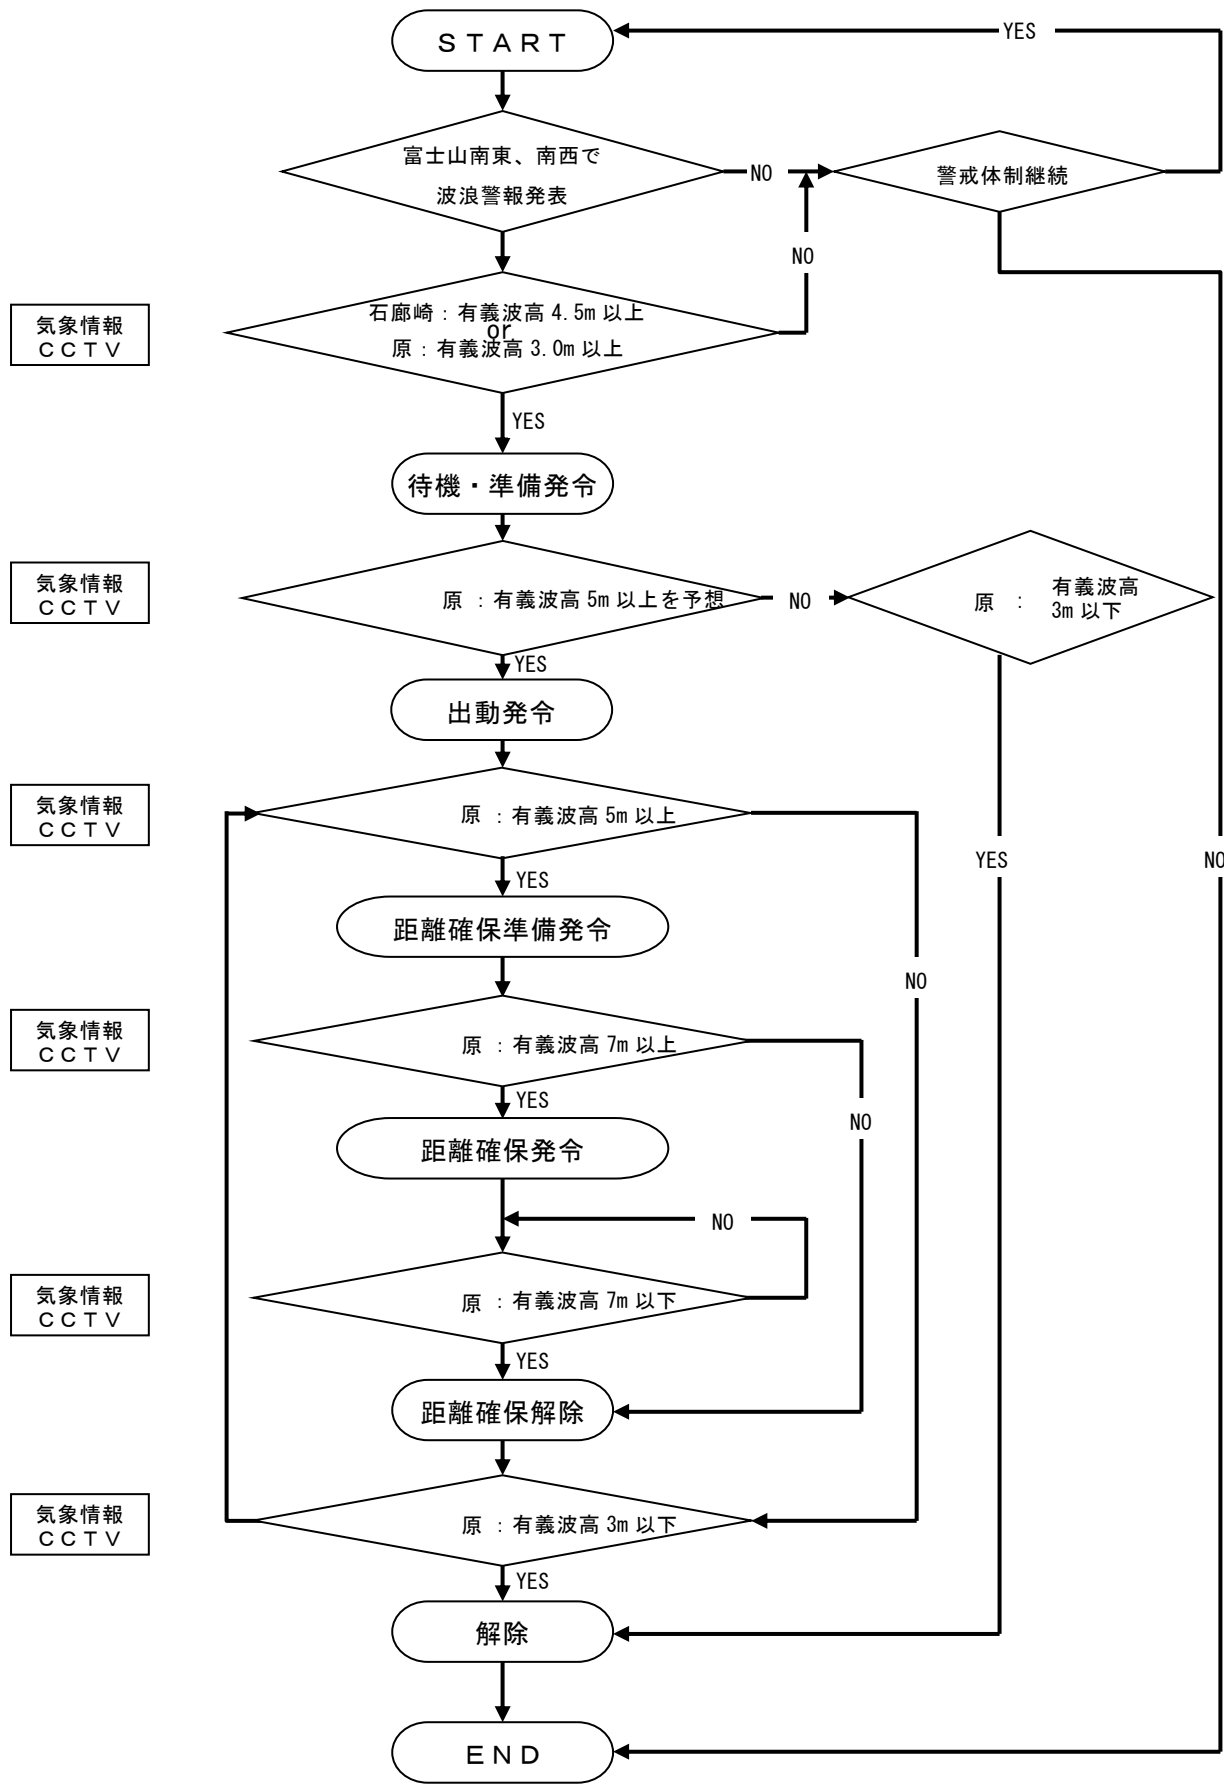 START
YES
富士山南東、南西で
波浪警報発表
NO
警戒体制継続
NO
気象情報
CCTV
石廊崎：有義波高 4.5m 以上
or
原：有義波高 3.0m 以上
YES
待機・準備発令
気象情報
CCTV
原 ：有義波高 5m 以上を予想
NO
原 ：
有義波高
3m 以下
YES
出動発令
気象情報
CCTV
原 ：有義波高 5m 以上
YES
NO
YES
距離確保準備発令
NO
気象情報
CCTV
原 ：有義波高 7m 以上
YES
NO
距離確保発令
NO
気象情報
CCTV
原 ：有義波高 7m 以下
YES
距離確保解除
気象情報
CCTV
原 ：有義波高 3m 以下
YES
解除
END